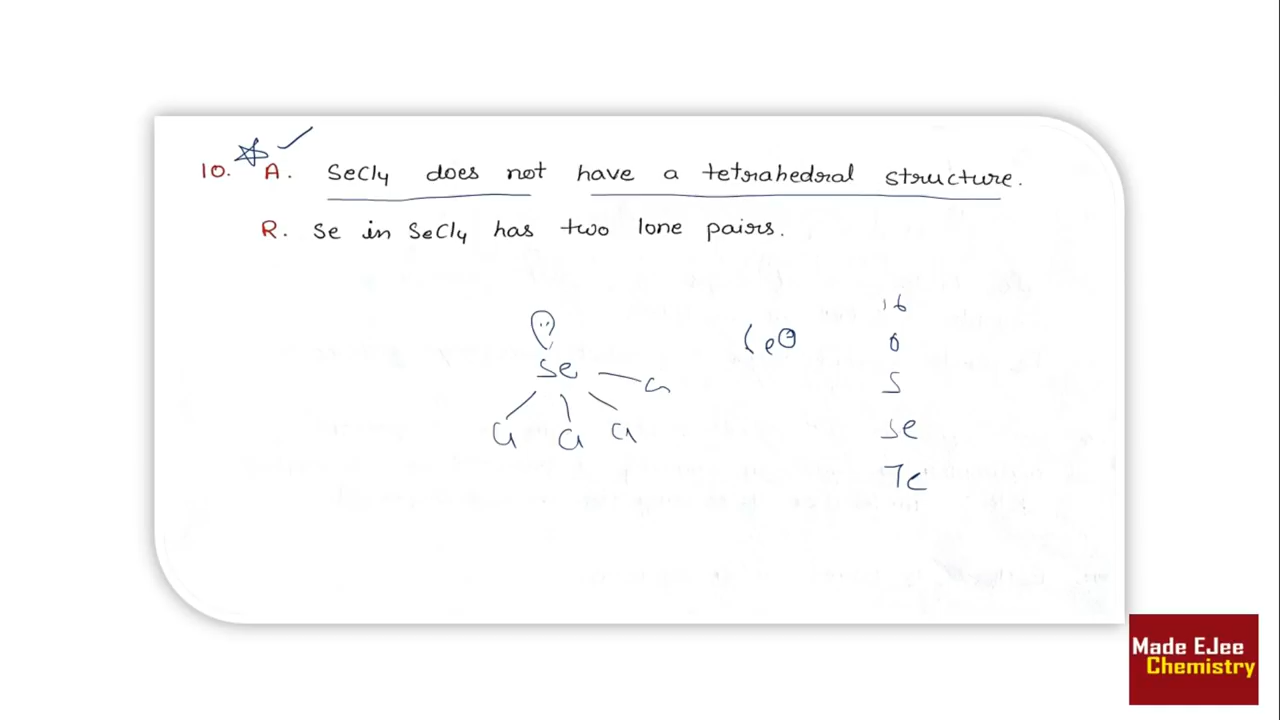 10. A. SeCl4 does not have a tetrahedral structure.
R. Se in SeCl4 has two lone pairs.
16
6e⊖ O
S
Se Cl
Cl Cl Cl Se
Te
Made EJee
Chemistry